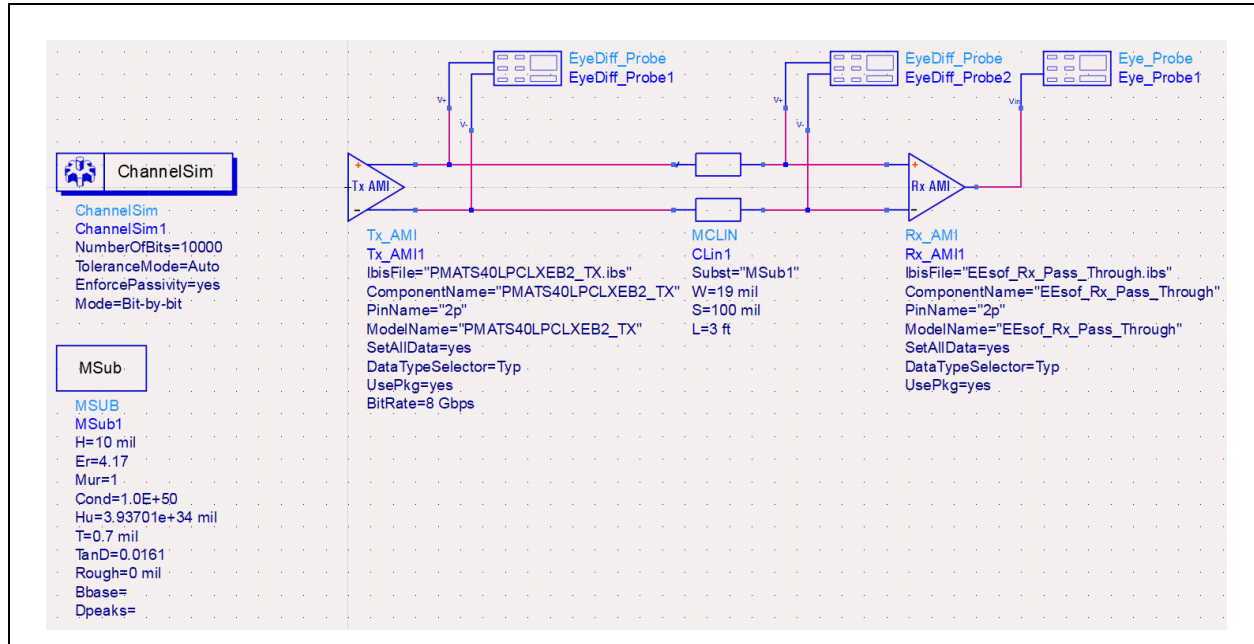 EyeDiff_Probe
EyeDiff_Probe1
EyeDiff_Probe
EyeDiff_Probe2
Eye_Probe
Eye_Probe1
V+
V-
V+
V-
Vin
ChannelSim
ChannelSim
ChannelSim1
NumberOfBits=10000
ToleranceMode=Auto
EnforcePassivity=yes
Mode=Bit-by-bit
+
Tx AMI
-
Tx_AMI
Tx_AMI1
IbisFile="PMATS40LPCLXEB2_TX.ibs"
ComponentName="PMATS40LPCLXEB2_TX"
PinName="2p"
ModelName="PMATS40LPCLXEB2_TX"
SetAllData=yes
DataTypeSelector=Typ
UsePkg=yes
BitRate=8 Gbps
MCLIN
CLin1
Subst="MSub1"
W=19 mil
S=100 mil
L=3 ft
+
Rx AMI
-
Rx_AMI
Rx_AMI1
IbisFile="EEsof_Rx_Pass_Through.ibs"
ComponentName="EEsof_Rx_Pass_Through"
PinName="2p"
ModelName="EEsof_Rx_Pass_Through"
SetAllData=yes
DataTypeSelector=Typ
UsePkg=yes
MSub
MSUB
MSub1
H=10 mil
Er=4.17
Mur=1
Cond=1.0E+50
Hu=3.93701e+34 mil
T=0.7 mil
TanD=0.0161
Rough=0 mil
Bbase=
Dpeaks=